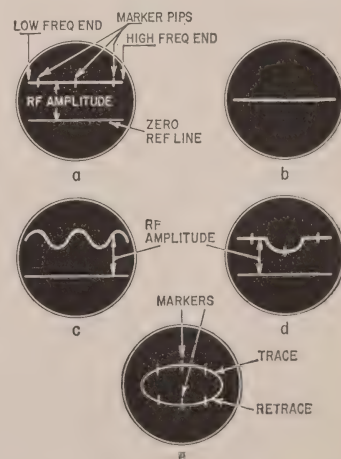 MARKER PIPS
LOW FREQ END
HIGH FREQ END
RF AMPLITUDE
ZERO
REF LINE
a
b
RF
AMPLITUDE
c
d
MARKERS
TRACE
RETRACE